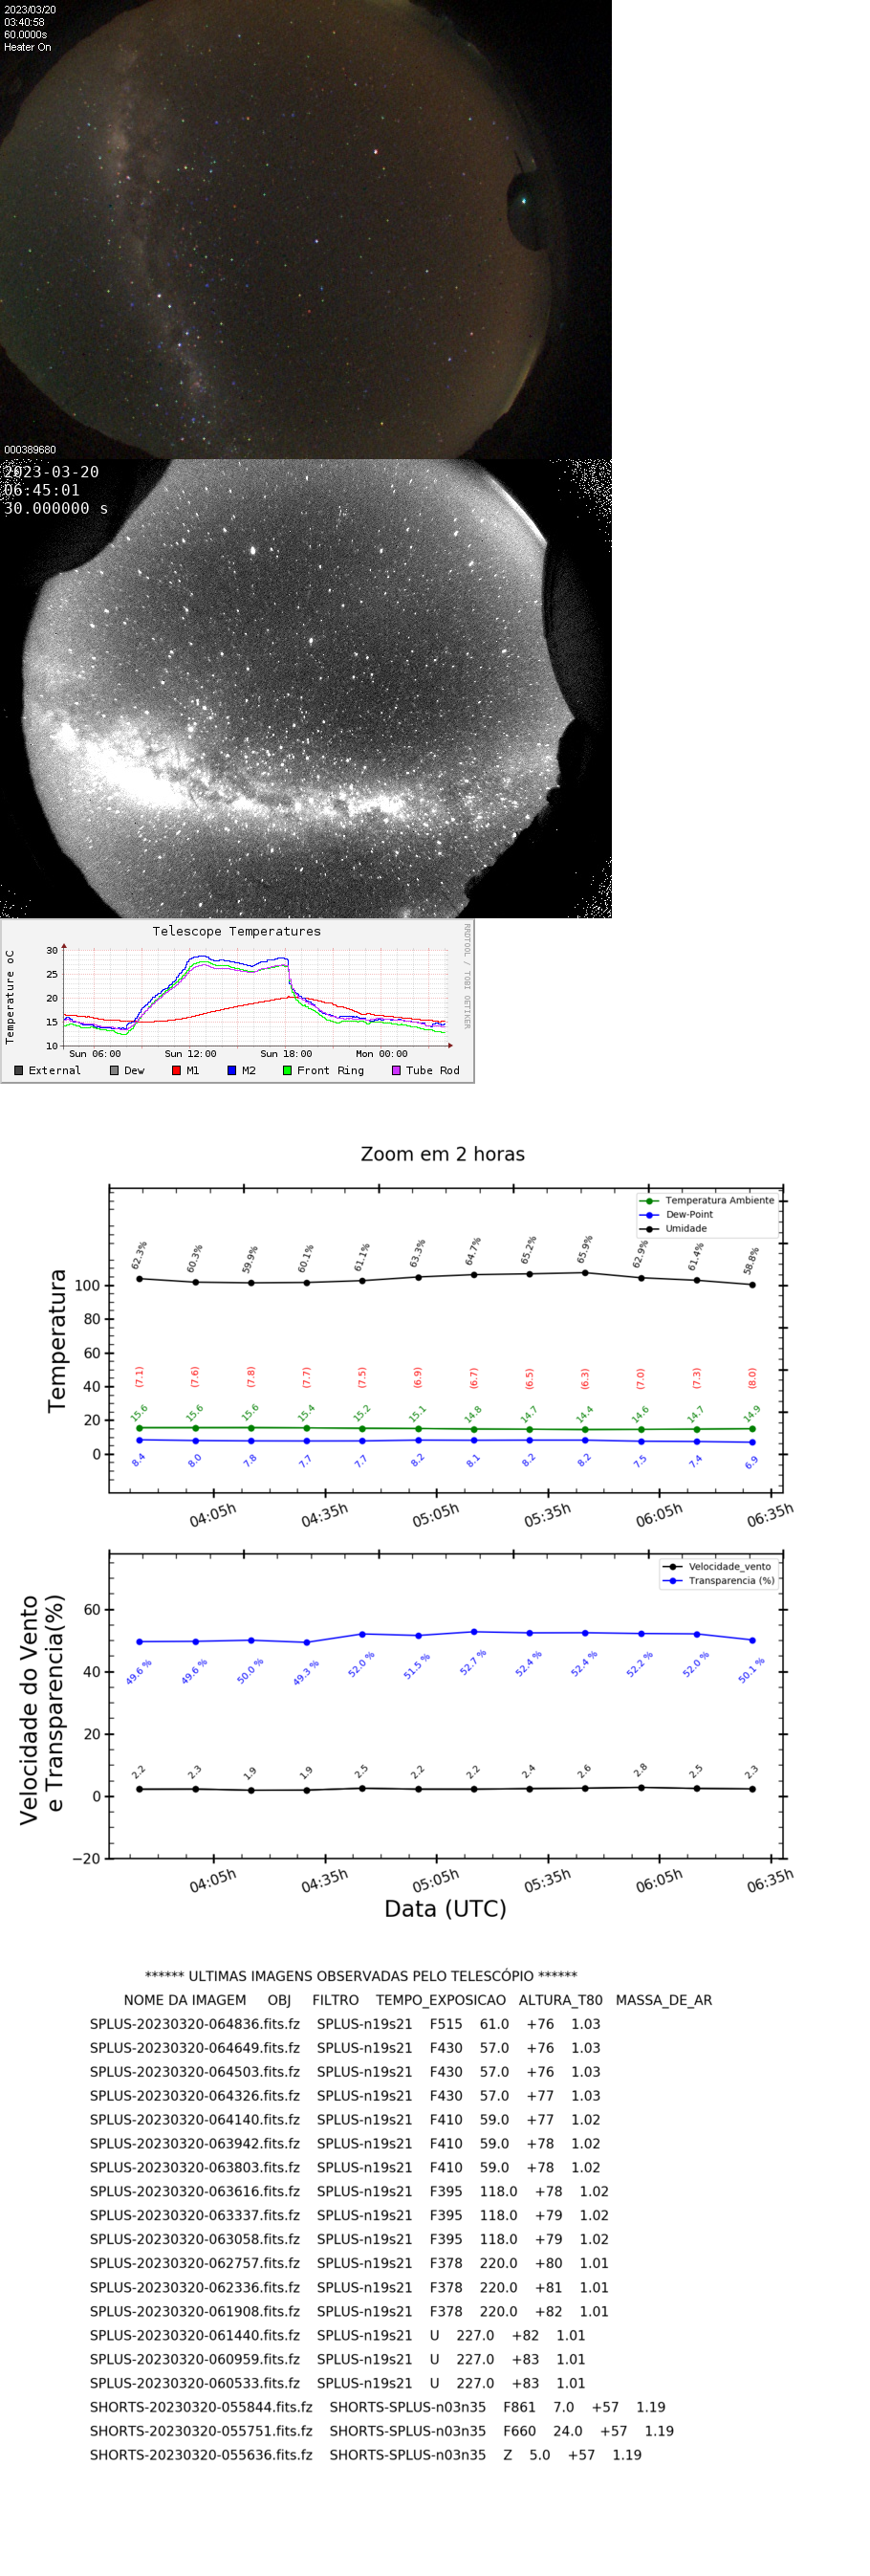 2023/03/20
03:40:58
60.0000s
Heater On
000389680
2023-03-20
06:45:01
30.000000 s
Telescope Temperatures
RRDTOOL / TOBI OETIKER
Temperature oC
30
25
20
15
10
Sun 06:00 Sun 12:00 Sun 18:00 Mon 00:00
External Dew M1 M2 Front Ring Tube Rod
Zoom em 2 horas
Temperatura Ambiente
Dew-Point
Umidade
Temperatura
100
80
60
40
20
0
62.3% 60.3% 59.9% 60.1% 61.1% 63.3% 64.7% 65.2% 65.9% 62.9% 61.4% 58.8%
(7.1) (7.6) (7.8) (7.7) (7.5) (6.9) (6.7) (6.5) (6.3) (7.0) (7.3) (8.0)
15.6 15.6 15.6 15.4 15.2 15.1 14.8 14.7 14.4 14.6 14.7 14.9
8.4 8.0 7.8 7.7 7.7 8.2 8.1 8.2 8.2 7.5 7.4 6.9
04:05h 04:35h 05:05h 05:35h 06:05h 06:35h
Velocidade_vento
Transparencia (%)
Velocidade do Vento
e Transparencia(%)
60
40
20
0
−20
49.6 % 49.6 % 50.0 % 49.3 % 52.0 % 51.5 % 52.7 % 52.4 % 52.4 % 52.2 % 52.0 % 50.1 %
2.2 2.3 1.9 1.9 2.5 2.2 2.2 2.4 2.6 2.8 2.5 2.3
04:05h 04:35h 05:05h 05:35h 06:05h 06:35h
Data (UTC)
****** ULTIMAS IMAGENS OBSERVADAS PELO TELESCÓPIO ******
NOME DA IMAGEM OBJ FILTRO TEMPO_EXPOSICAO ALTURA_T80 MASSA_DE_AR
SPLUS-20230320-064836.fits.fz SPLUS-n19s21 F515 61.0 +76 1.03
SPLUS-20230320-064649.fits.fz SPLUS-n19s21 F430 57.0 +76 1.03
SPLUS-20230320-064503.fits.fz SPLUS-n19s21 F430 57.0 +76 1.03
SPLUS-20230320-064326.fits.fz SPLUS-n19s21 F430 57.0 +77 1.03
SPLUS-20230320-064140.fits.fz SPLUS-n19s21 F410 59.0 +77 1.02
SPLUS-20230320-063942.fits.fz SPLUS-n19s21 F410 59.0 +78 1.02
SPLUS-20230320-063803.fits.fz SPLUS-n19s21 F410 59.0 +78 1.02
SPLUS-20230320-063616.fits.fz SPLUS-n19s21 F395 118.0 +78 1.02
SPLUS-20230320-063337.fits.fz SPLUS-n19s21 F395 118.0 +79 1.02
SPLUS-20230320-063058.fits.fz SPLUS-n19s21 F395 118.0 +79 1.02
SPLUS-20230320-062757.fits.fz SPLUS-n19s21 F378 220.0 +80 1.01
SPLUS-20230320-062336.fits.fz SPLUS-n19s21 F378 220.0 +81 1.01
SPLUS-20230320-061908.fits.fz SPLUS-n19s21 F378 220.0 +82 1.01
SPLUS-20230320-061440.fits.fz SPLUS-n19s21 U 227.0 +82 1.01
SPLUS-20230320-060959.fits.fz SPLUS-n19s21 U 227.0 +83 1.01
SPLUS-20230320-060533.fits.fz SPLUS-n19s21 U 227.0 +83 1.01
SHORTS-20230320-055844.fits.fz SHORTS-SPLUS-n03n35 F861 7.0 +57 1.19
SHORTS-20230320-055751.fits.fz SHORTS-SPLUS-n03n35 F660 24.0 +57 1.19
SHORTS-20230320-055636.fits.fz SHORTS-SPLUS-n03n35 Z 5.0 +57 1.19